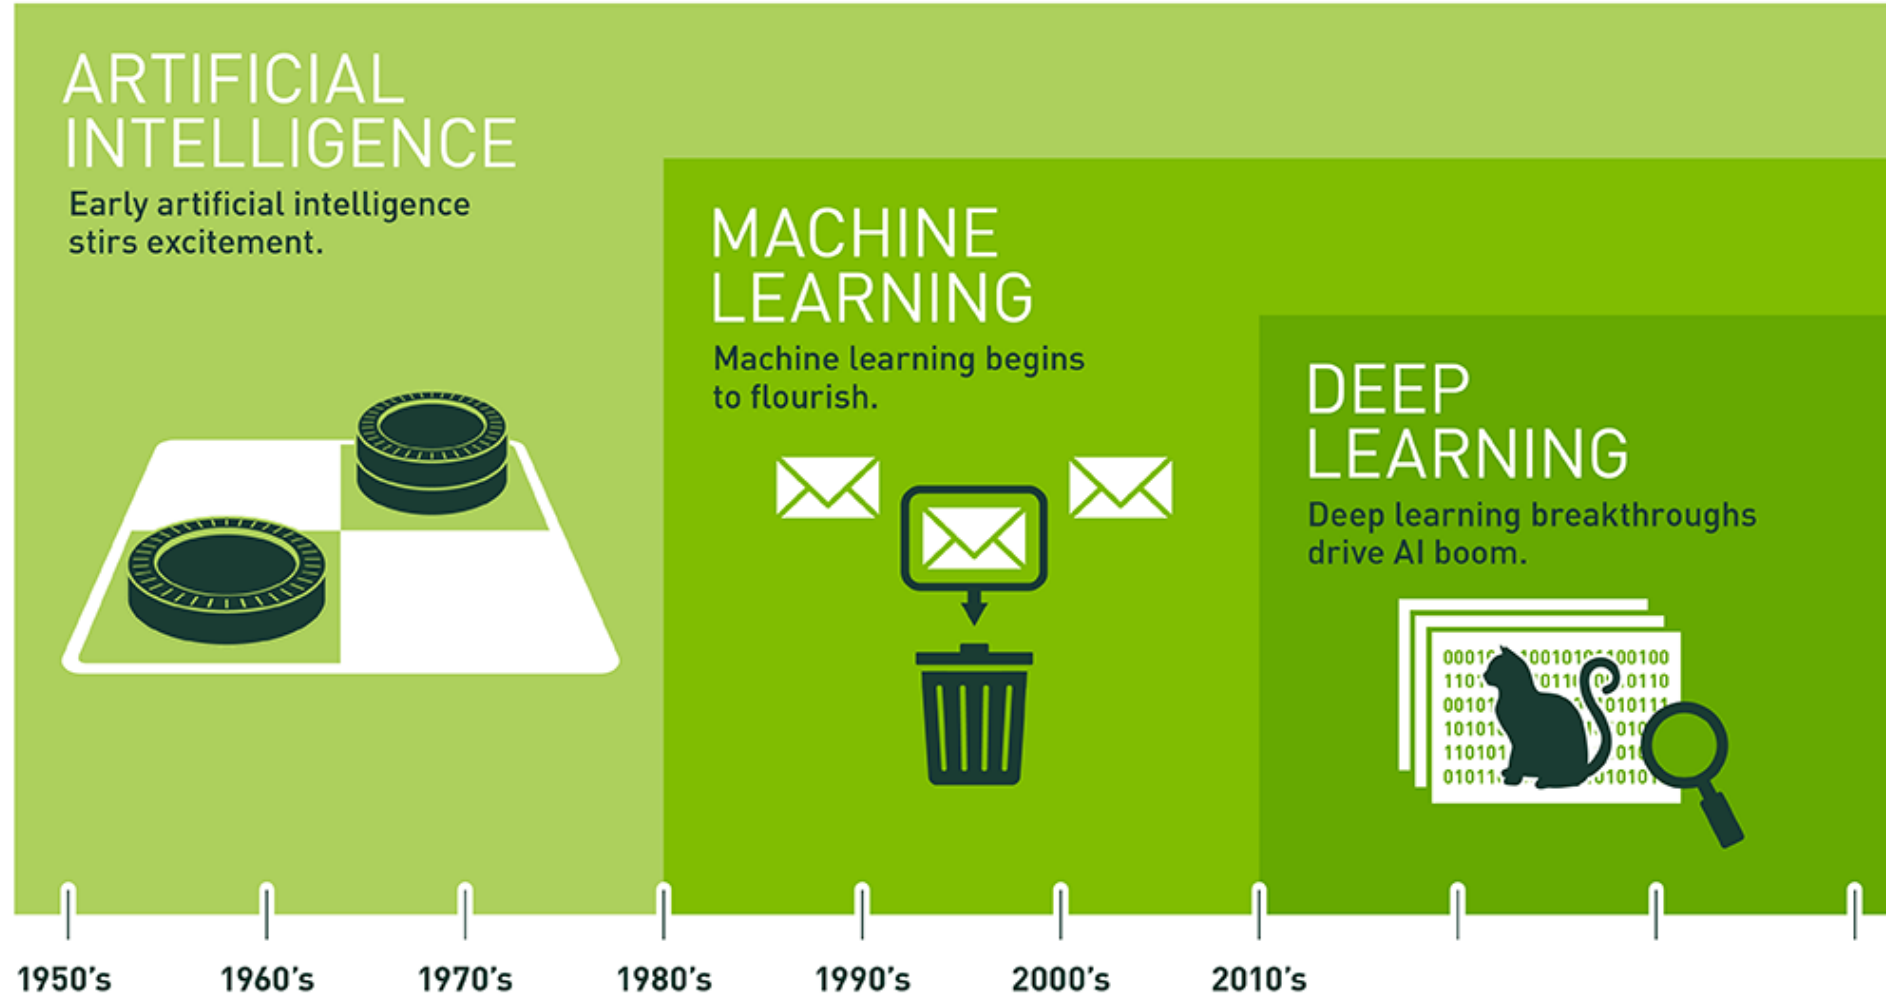 ARTIFICIAL
INTELLIGENCE
Early artificial intelligence
stirs excitement.
MACHINE
LEARNING
Machine learning begins
to flourish.
DEEP
LEARNING
Deep learning breakthroughs
drive AI boom.
1950's
1960's
1970's
1980's
1990's
2000's
2010's